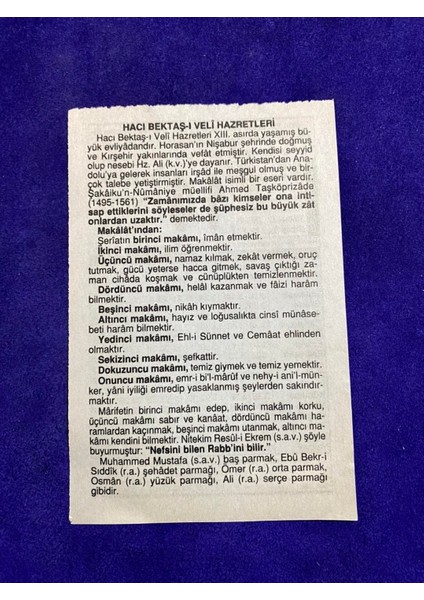 HACI BEKTAŞ-I VELÎ HAZRETLERİ
Hacı Bektaş-ı Velî Hazretleri XIII. asırda yaşamış bü-
yük evliyâdandır. Horasan'ın Nişabur şehrinde doğmuş
ve Kırşehir yakınlarında vefât etmiştir. Kendisi seyyid
olup nesebi Hz. Ali (k.v.)'ye dayanır. Türkistan'dan Ana-
dolu'ya gelerek insanları irşâd ile meşgul olmuş ve bir-
çok talebe yetiştirmiştir. Makâlât isimli bir eseri vardır.
Şakâiku'n-Nûmâniye müellifi Ahmed Taşköprizâde
(1495-1561) "Zamânımızda bâzı kimseler ona inti-
sap ettiklerini söyleseler de şüphesiz bu büyük zât
onlardan uzaktır." demektedir.
Makâlât'ından:
Şerîatın birinci makâmı, îmân etmektir.
İkinci makâmı, ilim öğrenmektir.
Üçüncü makâmı, namaz kılmak, zekât vermek, oruç
tutmak, gücü yeterse hacca gitmek, savaş çıktığı za-
man cihâda koşmak ve cünüplükten temizlenmektir.
Dördüncü makâmı, helâl kazanmak ve fâizi harâm
bilmektir.
Beşinci makâmı, nikâh kıymaktır.
Altıncı makâmı, hayız ve loğusalıkta cinsî münâse-
beti harâm bilmektir.
Yedinci makâmı, Ehl-i Sünnet ve Cemâat ehlinden
olmaktır.
Sekizinci makâmı, şefkattir.
Dokuzuncu makâmı, temiz giymek ve temiz yemektir.
Onuncu makâmı, emr-i bi'l-mârûf ve nehy-i ani'l-mün-
ker, yâni iyiliği emredip yasaklanmış şeylerden sakındır-
maktır.
Mârifetin birinci makâmı edep, ikinci makâmı korku,
üçüncü makâmı sabır ve kanâat, dördüncü makâmı ha-
ramlardan kaçınmak, beşinci makâmı utanmak, altıncı ma-
kâmı kendini bilmektir. Nitekim Resûl-i Ekrem (s.a.v.) şöyle
buyurmuştur: "Nefsini bilen Rabb'ini bilir."
Muhammed Mustafa (s.a.v.) baş parmak, Ebû Bekr-i
Sıddîk (r.a.) şehâdet parmağı, Ömer (r.a.) orta parmak,
Osmân (r.a.) yüzük parmağı, Ali (r.a.) serçe parmağı
gibidir.